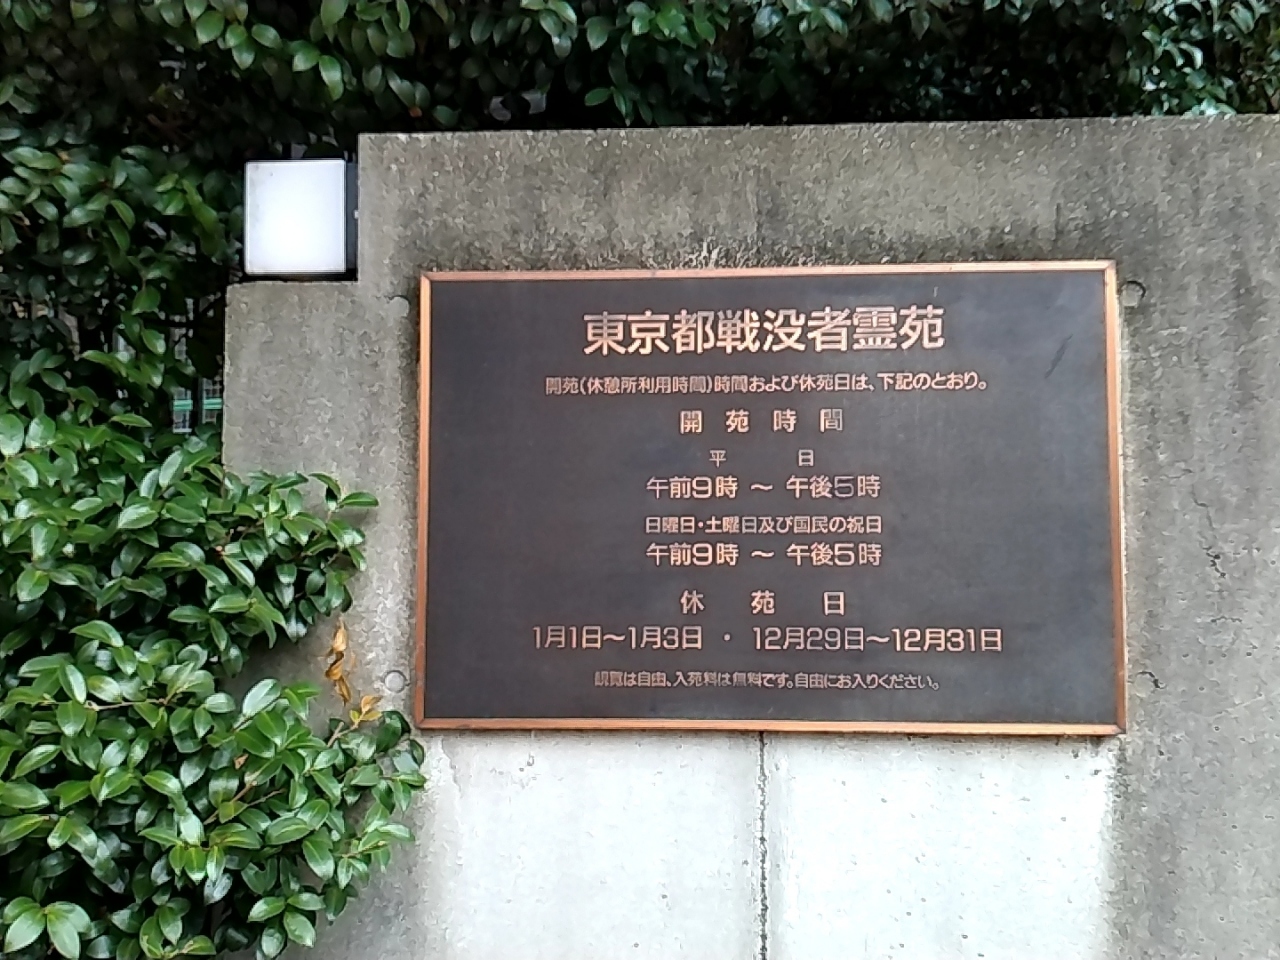 東京都戦没者霊苑
開苑(休憩所利用時間)時間および休苑日は、下記のとおり。
開苑時間
平日
午前9時 ～ 午後5時
日曜日・土曜日及び国民の祝日
午前9時 ～ 午後5時
休苑日
1月1日～1月3日 ・ 12月29日～12月31日
観覧は自由、入苑料は無料です。自由にお入りください。